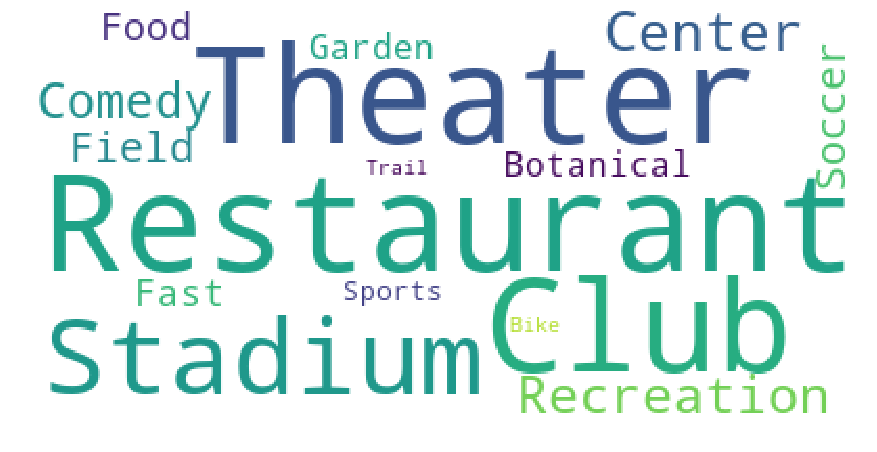 Food
Center
Garden
Theater
Soccer
Comedy
Field
Botanical
Trail
Restaurant
Fast
Sports
Club
Bike
Stadium
Recreation